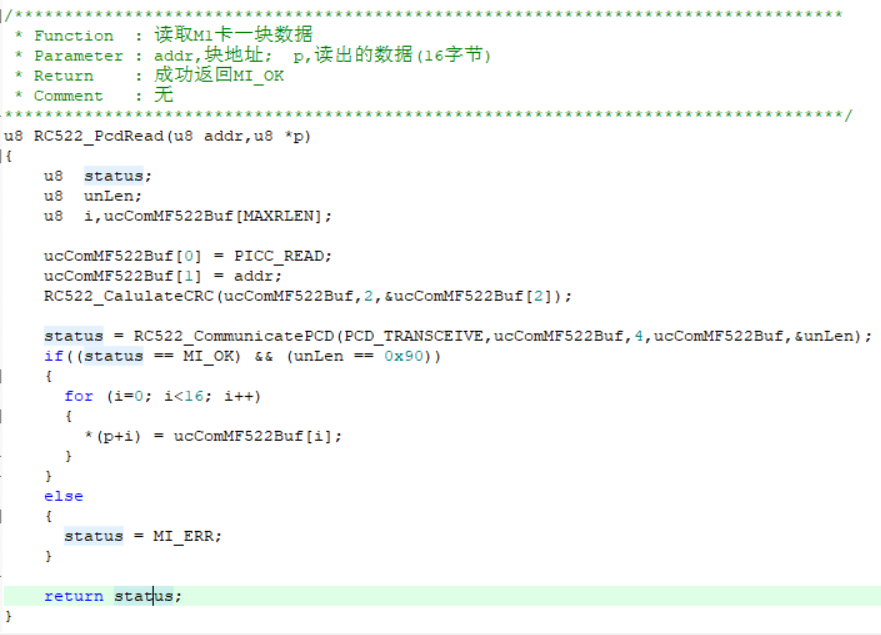 /***********************************************************************************
 * Function  : 读取M1卡一块数据
 * Parameter : addr,块地址;  p,读出的数据(16字节)
 * Return    : 成功返回MI_OK
 * Comment   : 无
***********************************************************************************/
u8 RC522_PcdRead(u8 addr,u8 *p)
{
    u8  status;
    u8  unLen;
    u8  i,ucComMF522Buf[MAXRLEN];

    ucComMF522Buf[0] = PICC_READ;
    ucComMF522Buf[1] = addr;
    RC522_CalulateCRC(ucComMF522Buf,2,&ucComMF522Buf[2]);

    status = RC522_CommunicatePCD(PCD_TRANSCEIVE,ucComMF522Buf,4,ucComMF522Buf,&unLen);
    if((status == MI_OK) && (unLen == 0x90))
    {
      for (i=0; i<16; i++)
      {
        *(p+i) = ucComMF522Buf[i];
      }
    }
    else
    {
      status = MI_ERR;
    }

    return status;
}